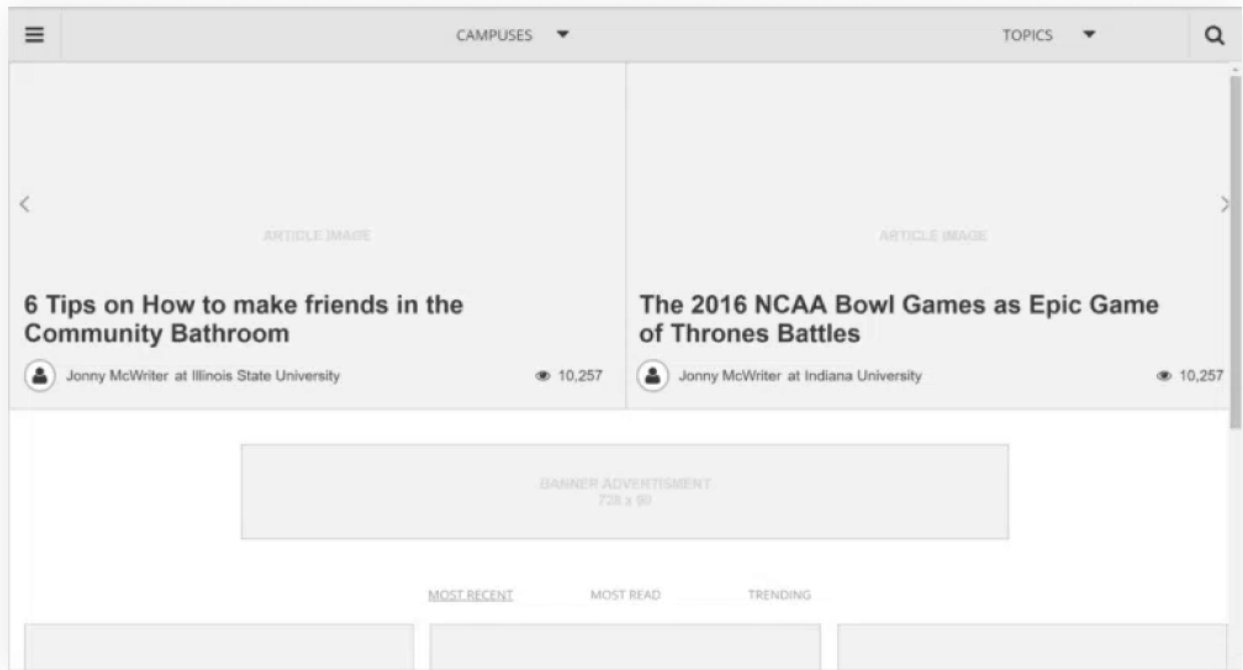 CAMPUSES
TOPICS
ARTICLE IMAGE
ARTICLE IMAGE
6 Tips on How to make friends in the
Community Bathroom
The 2016 NCAA Bowl Games as Epic Game
of Thrones Battles
Jonny McWriter at Illinois State University
10,257
Jonny McWriter at Indiana University
10,257
BANNER ADVERTISMENT
728 x 90
MOST RECENT
MOST READ
TRENDING